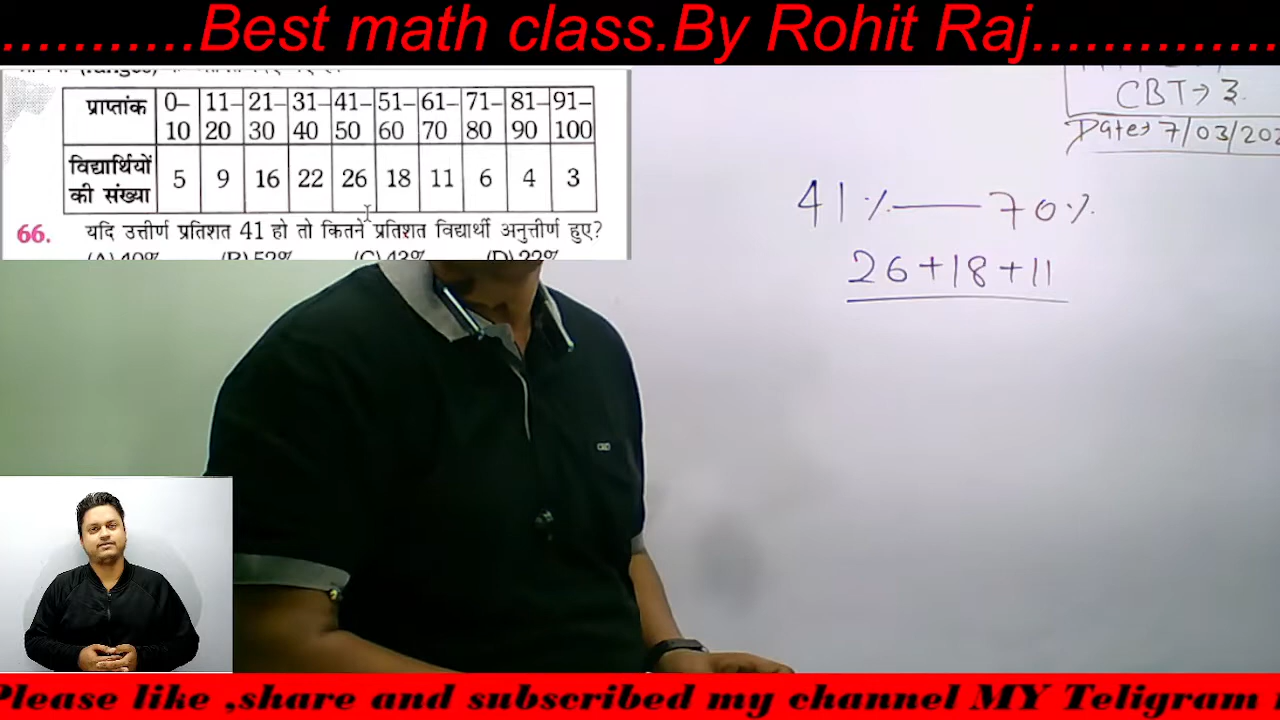 ...........Best math class.By Rohit Raj..............
CBT→3.
Date→7/03/202
प्राप्तांक 0–10 11–20 21–30 31–40 41–50 51–60 61–70 71–80 81–90 91–100
विद्यार्थियों की संख्या 5 9 16 22 26 18 11 6 4 3
66. यदि उत्तीर्ण प्रतिशत 41 हो तो कितने प्रतिशत विद्यार्थी अनुत्तीर्ण हुए?
41%——70%.
26+18+11
Please like ,share and subscribed my channel MY Teligram